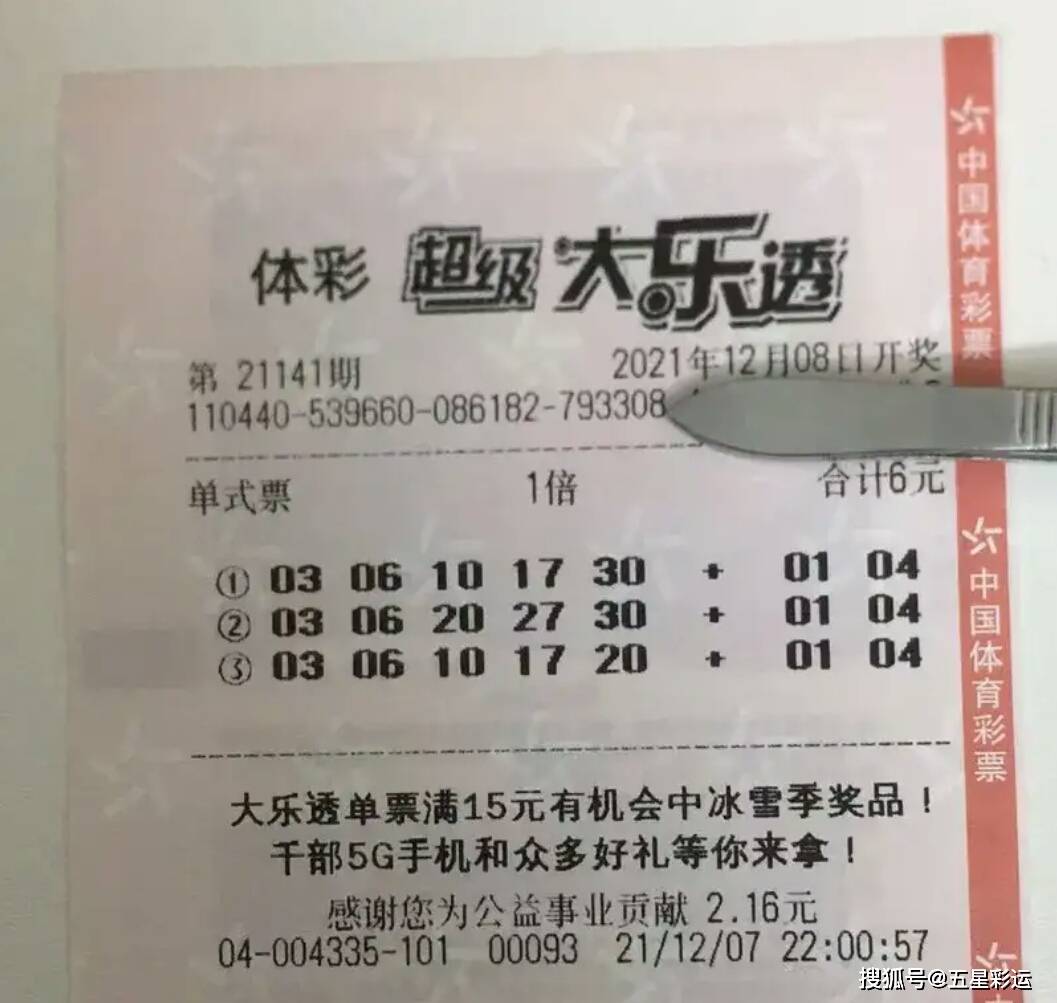 体彩 超级大乐透
第 21141期 2021年12月08日开奖
110440-539660-086182-793308
单式票 1倍 合计6元
① 03 06 10 17 30 + 01 04
② 03 06 20 27 30 + 01 04
③ 03 06 10 17 20 + 01 04
大乐透单票满15元有机会中冰雪季奖品！
千部5G手机和众多好礼等你来拿！
感谢您为公益事业贡献 2.16元
04-004335-101 00093 21/12/07 22:00:57
中国体育彩票
中国体育彩票
中
搜狐号@五星彩运